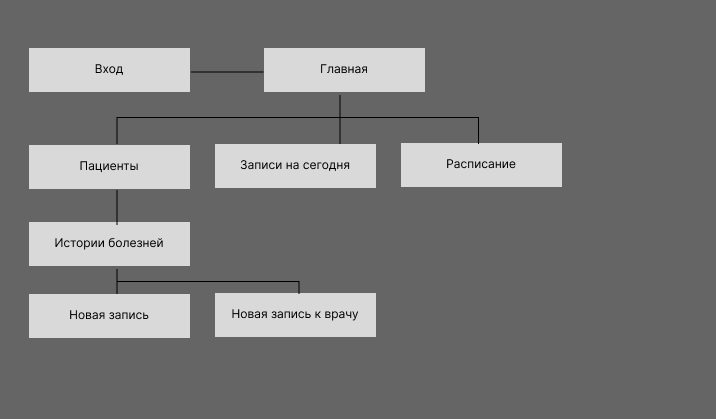 Вход
Главная
Пациенты
Записи на сегодня
Расписание
Истории болезней
Новая запись
Новая запись к врачу